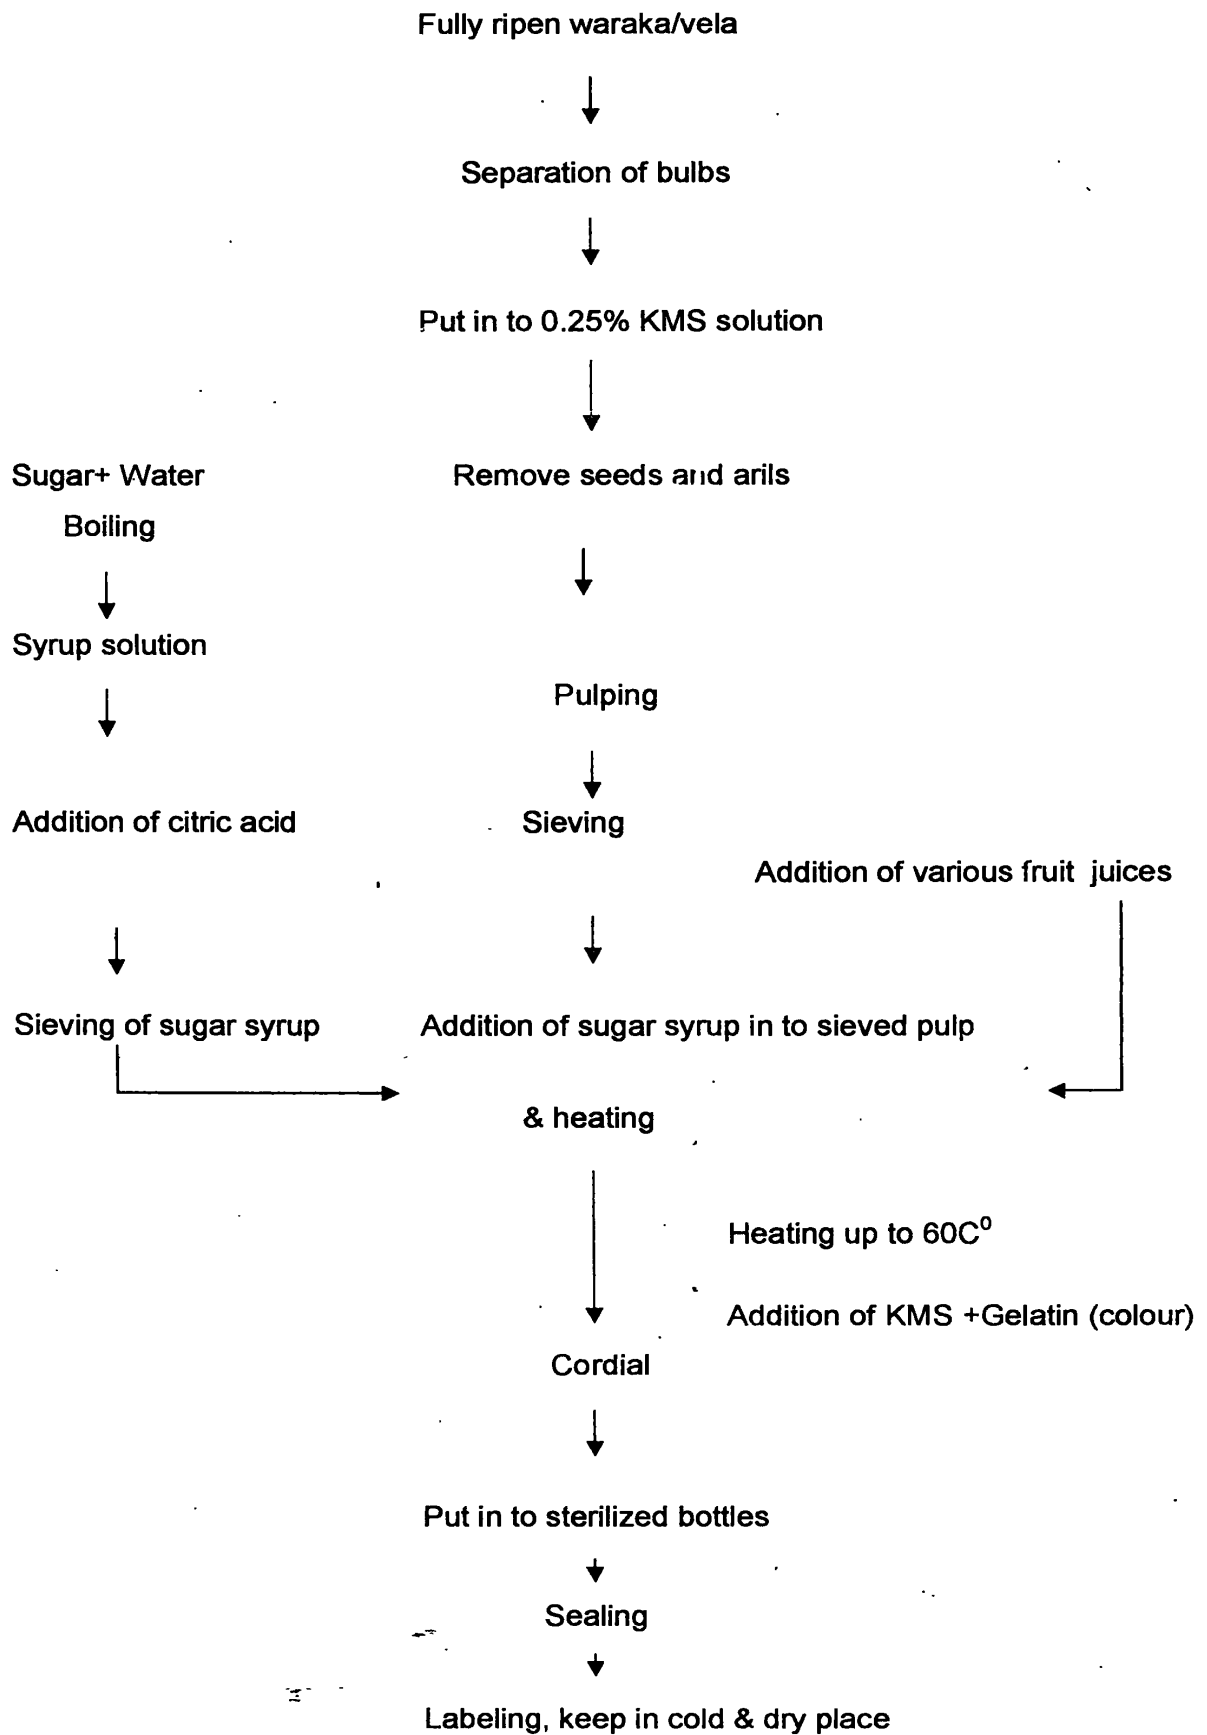 Fully ripen waraka/vela
Separation of bulbs
Put in to 0.25% KMS solution
Sugar+ Water
Remove seeds and arils
Boiling
Syrup solution
Pulping
Addition of citric acid
Sieving
Addition of various fruit juices
Sieving of sugar syrup
Addition of sugar syrup in to sieved pulp
& heating
Heating up to 60C⁰
Addition of KMS +Gelatin (colour)
Cordial
Put in to sterilized bottles
Sealing
Labeling, keep in cold & dry place